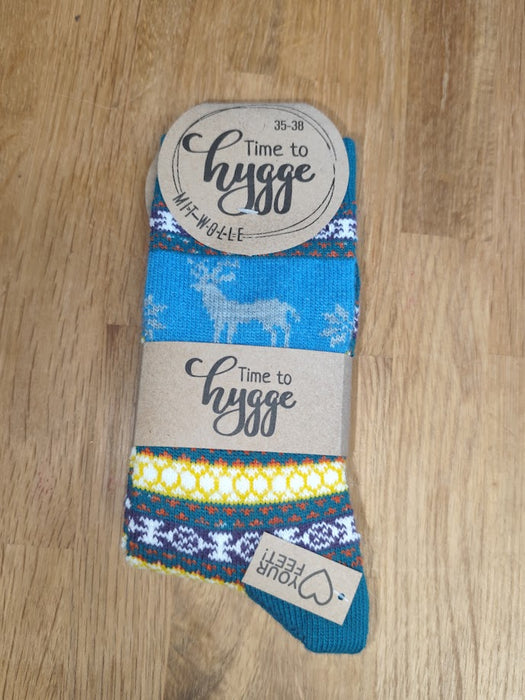 35-38
Time to
hygge
MIT-WOLLE
Time to
hygge
YOUR
FEET!